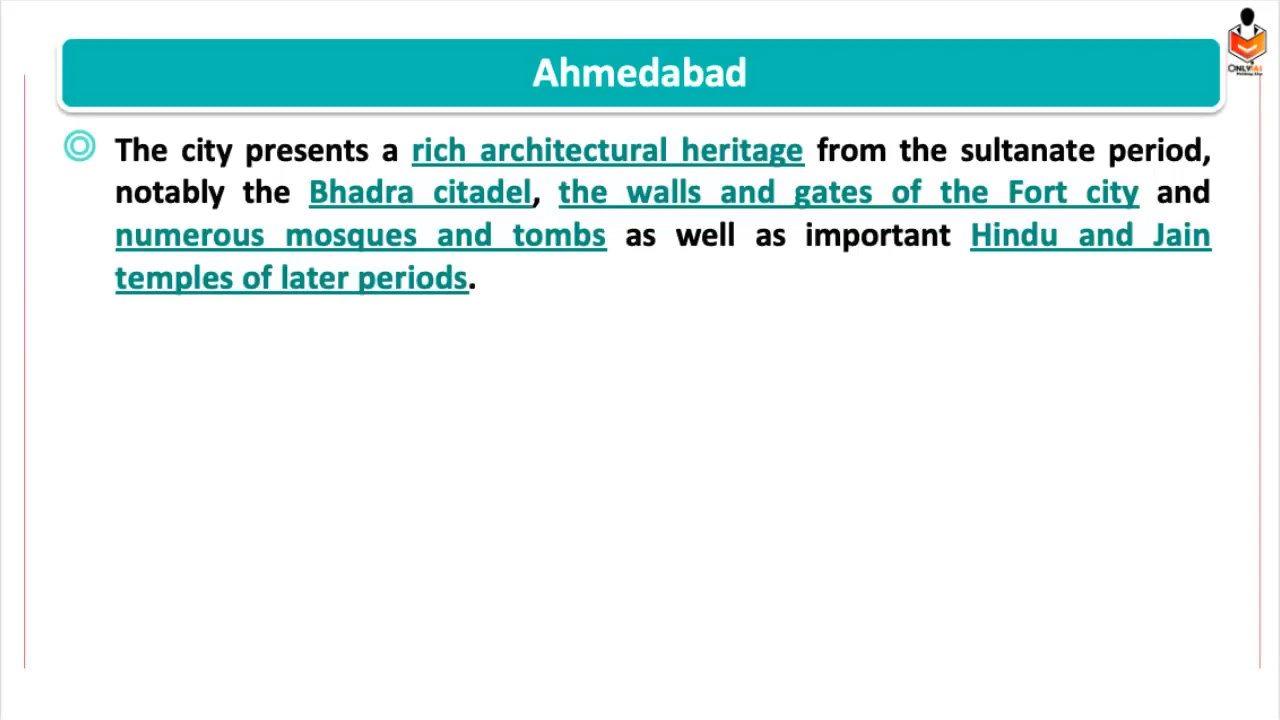 Ahmedabad
The city presents a rich architectural heritage from the sultanate period,
notably the Bhadra citadel, the walls and gates of the Fort city and
numerous mosques and tombs as well as important Hindu and Jain
temples of later periods.
ONLYIAS